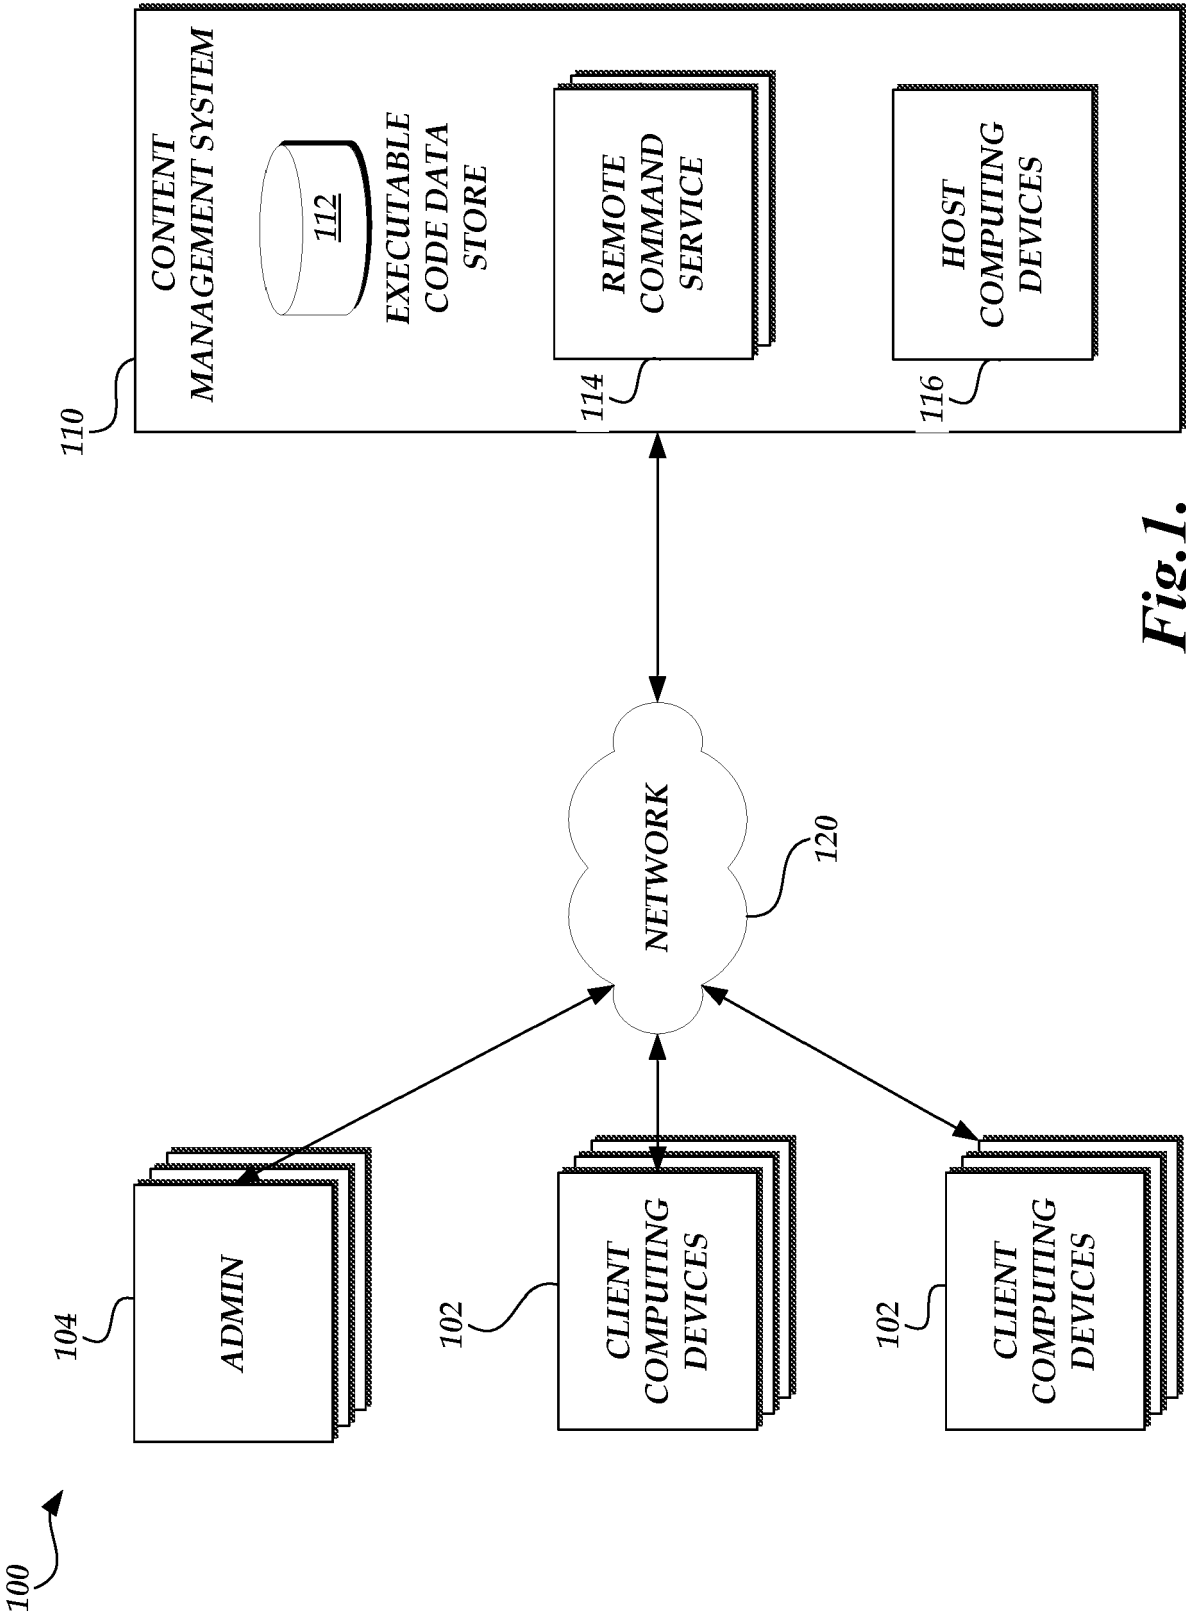 100
104
ADMIN
102
CLIENT
COMPUTING
DEVICES
102
CLIENT
COMPUTING
DEVICES
NETWORK
120
110
CONTENT
MANAGEMENT SYSTEM
112
EXECUTABLE
CODE DATA
STORE
114
REMOTE
COMMAND
SERVICE
116
HOST
COMPUTING
DEVICES
Fig.1.